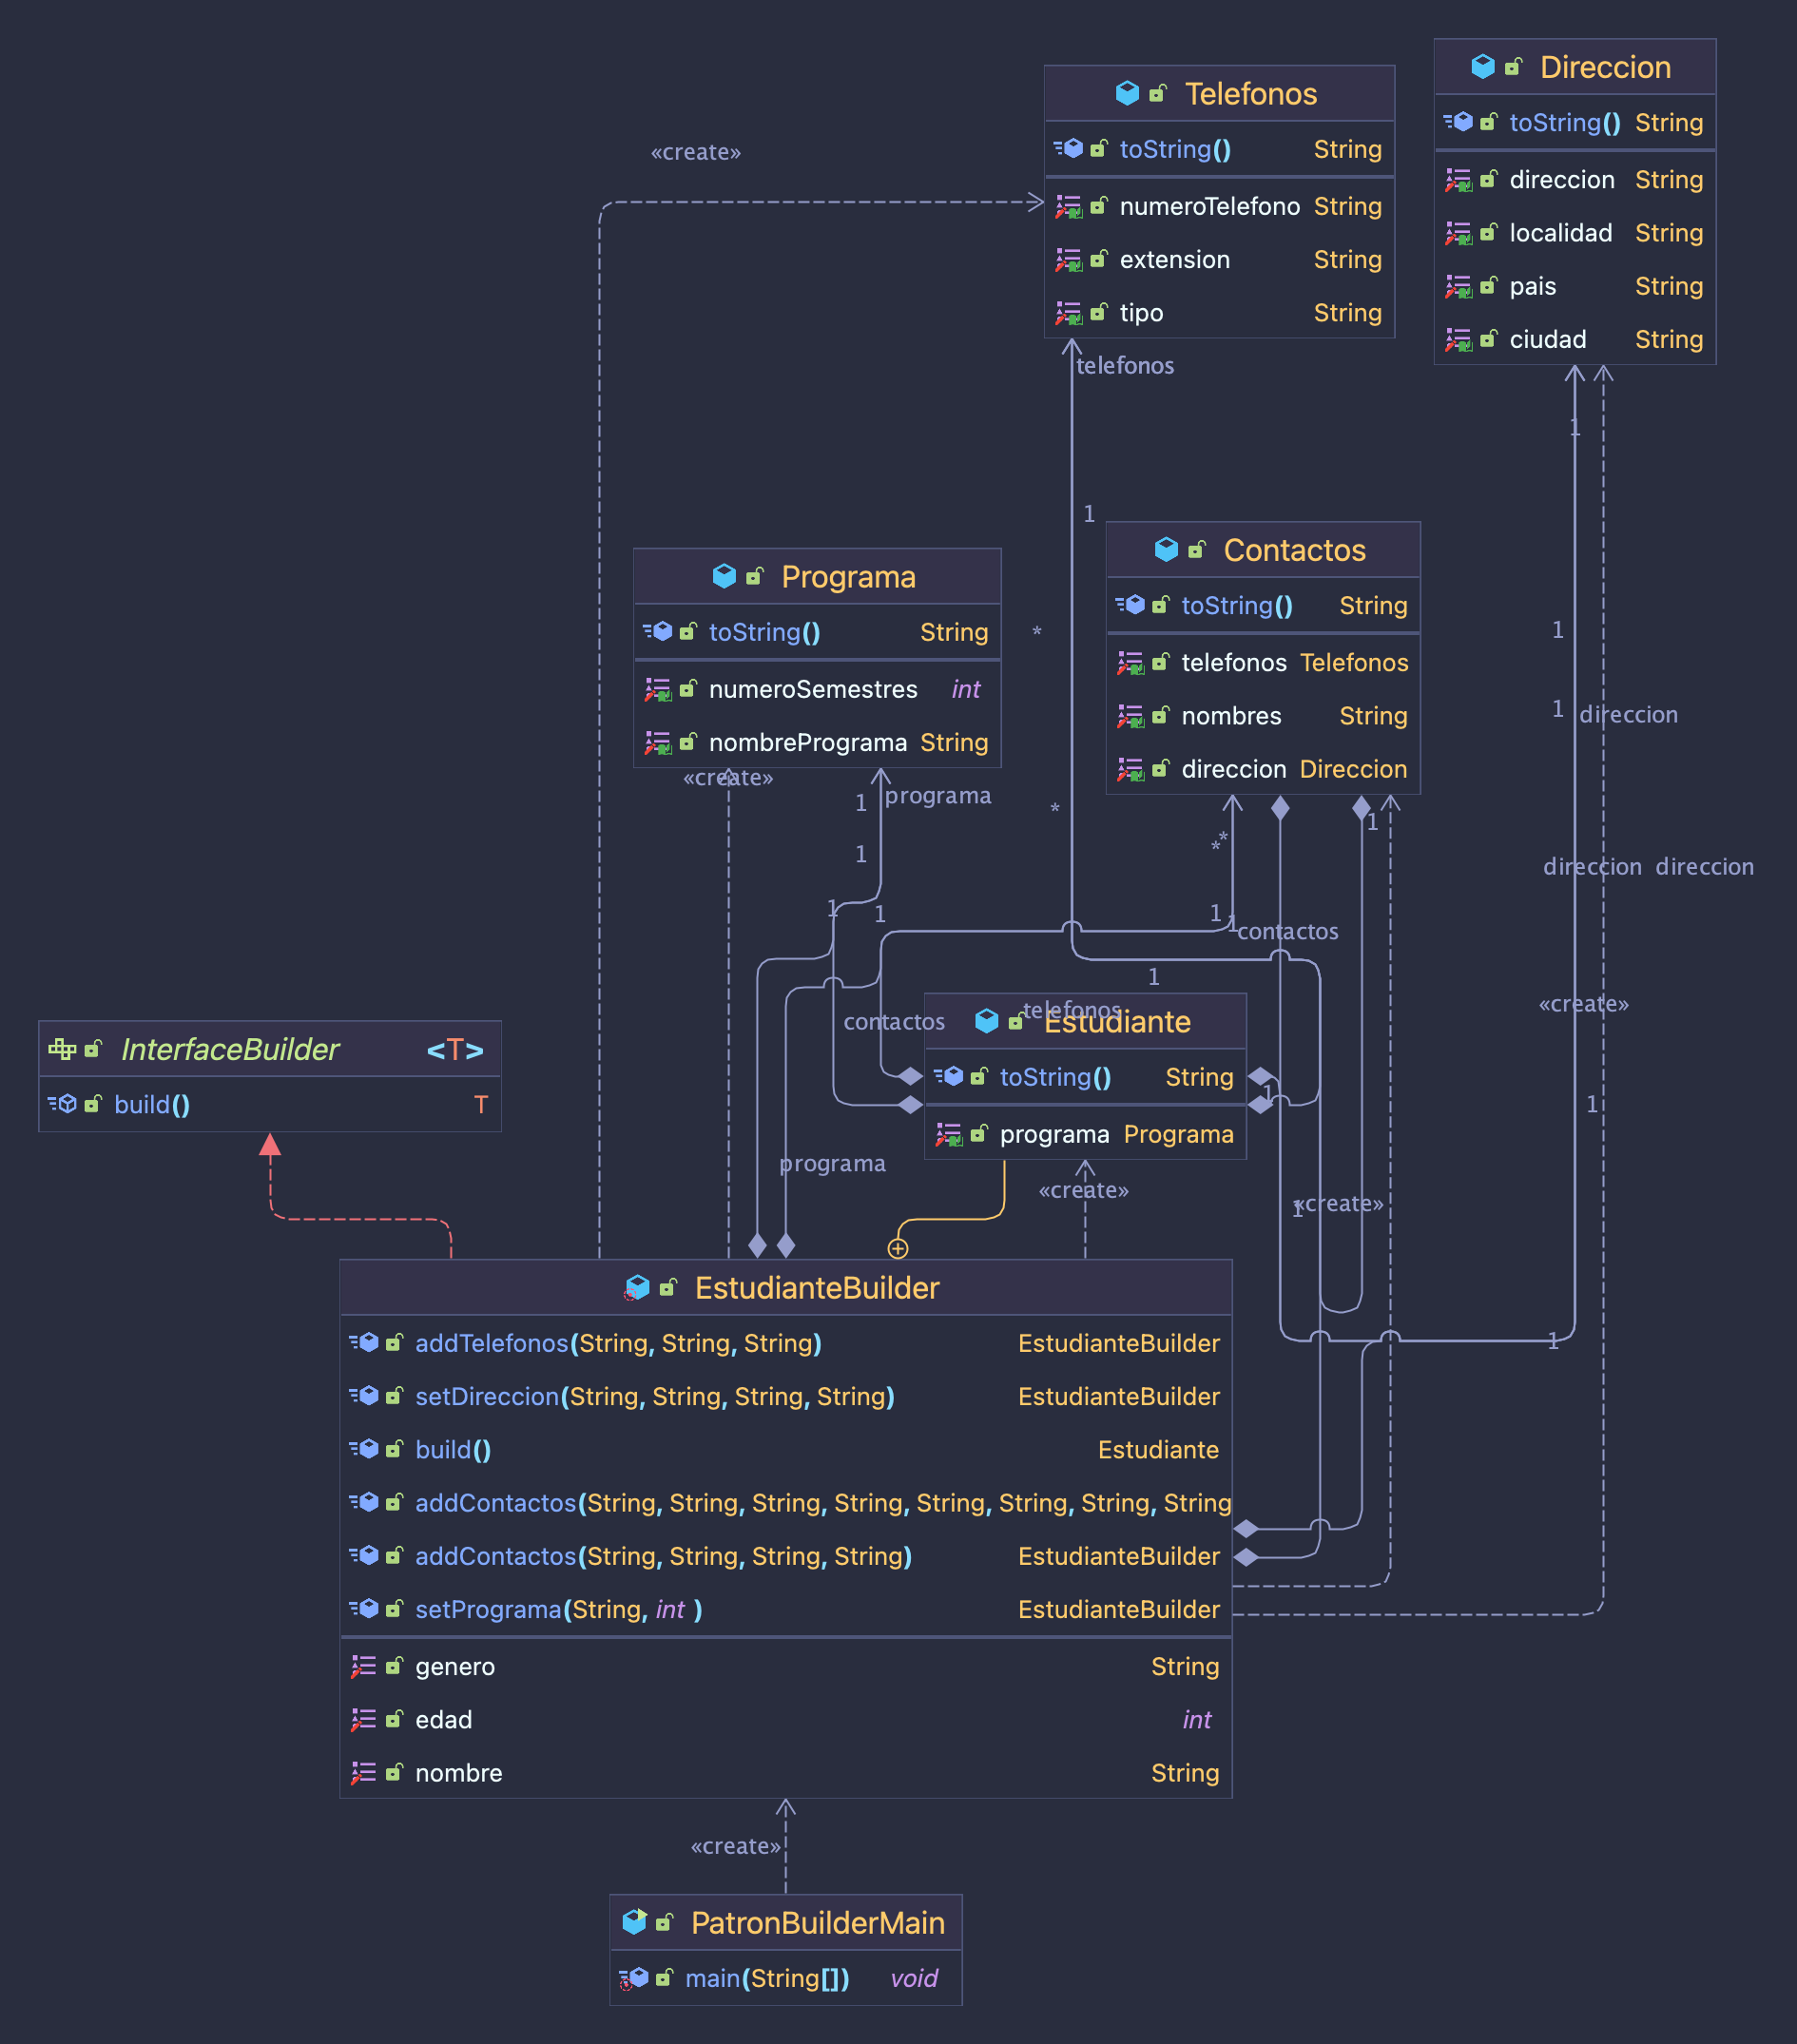 Direccion
toString() String
direccion String
localidad String
pais String
ciudad String
Telefonos
toString() String
numeroTelefono String
extension String
tipo String
«create»
telefonos
1
1
Contactos
toString() String
telefonos Telefonos
nombres String
direccion Direccion
Programa
toString() String
numeroSemestres int
nombrePrograma String
*
1
1
direccion
«create»
programa
1
1
*
*
*
1
direccion direccion
1
1
1
1
contactos
1
«create»
telefonos
contactos
Estudiante
toString() String
programa Programa
1
1
InterfaceBuilder <T>
build() T
programa
«create»
«create»
1
1
EstudianteBuilder
addTelefonos(String, String, String) EstudianteBuilder
setDireccion(String, String, String, String) EstudianteBuilder
build() Estudiante
addContactos(String, String, String, String, String, String, String, String
addContactos(String, String, String, String) EstudianteBuilder
setPrograma(String, int ) EstudianteBuilder
genero String
edad int
nombre String
«create»
PatronBuilderMain
main(String[]) void